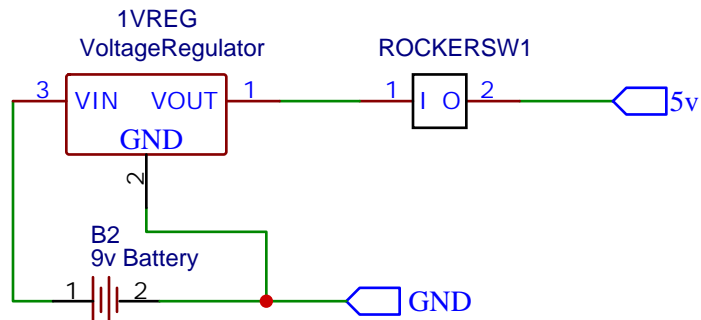 1VREG
VoltageRegulator
ROCKERSW1
3 VIN VOUT 1
1 I O 2
5v
GND
2
B2
9v Battery
1 2
GND